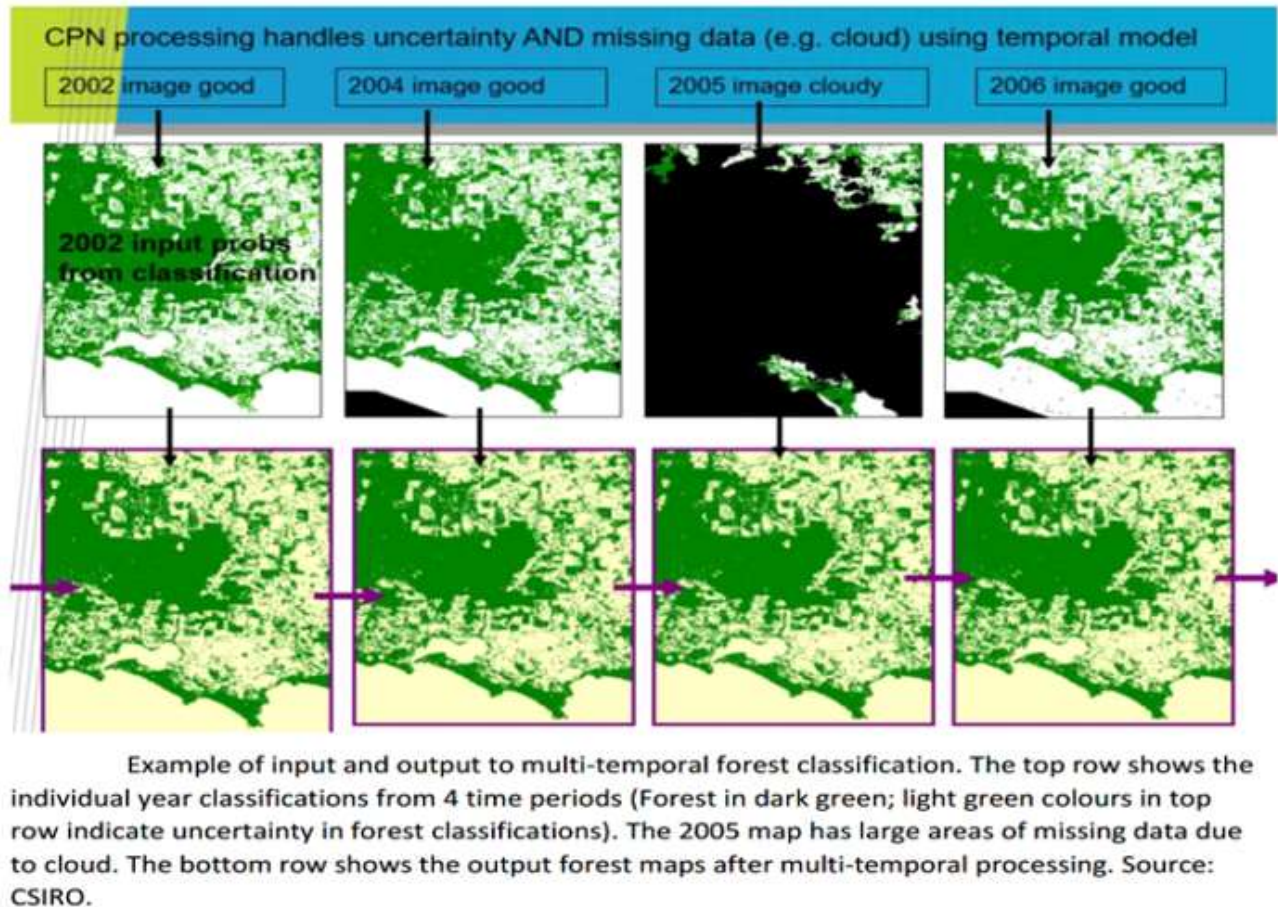 CPN processing handles uncertainty AND missing data (e.g. cloud) using temporal model
2002 image good
2004 image good
2005 image cloudy
2006 image good
2002 input probs
from classification
Example of input and output to multi-temporal forest classification. The top row shows the
individual year classifications from 4 time periods (Forest in dark green; light green colours in top
row indicate uncertainty in forest classifications). The 2005 map has large areas of missing data due
to cloud. The bottom row shows the output forest maps after multi-temporal processing. Source:
CSIRO.